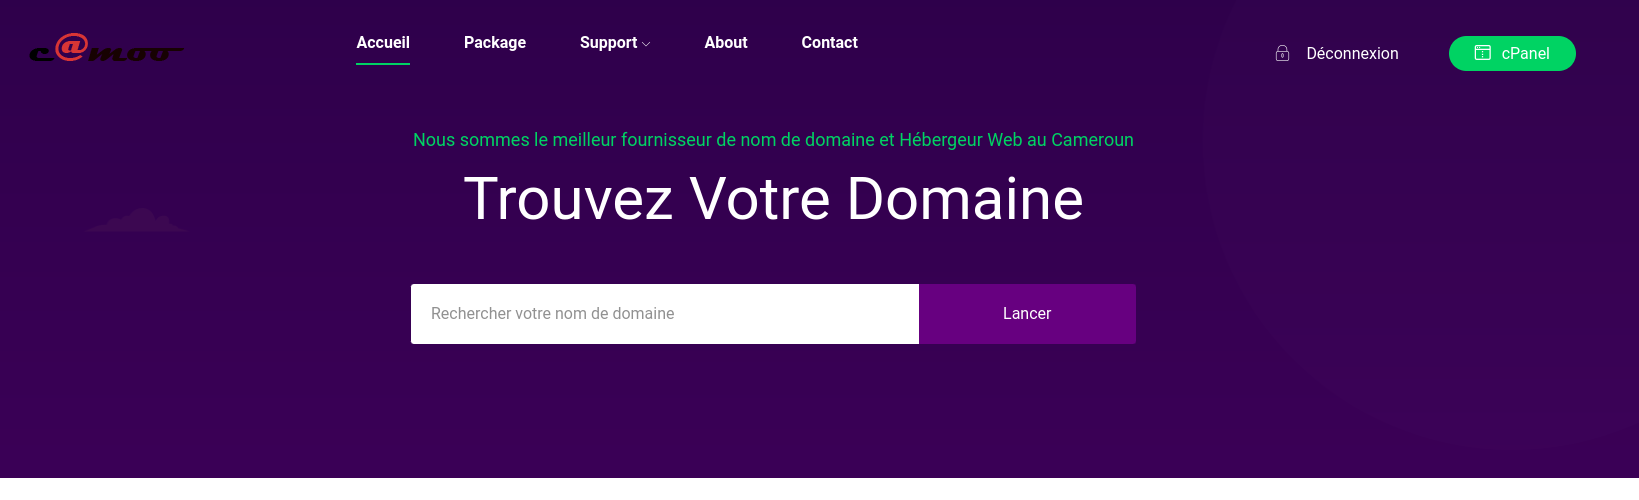 c@moo
Accueil
Package
Support
About
Contact
Déconnexion
cPanel
Nous sommes le meilleur fournisseur de nom de domaine et Hébergeur Web au Cameroun
Trouvez Votre Domaine
Rechercher votre nom de domaine
Lancer